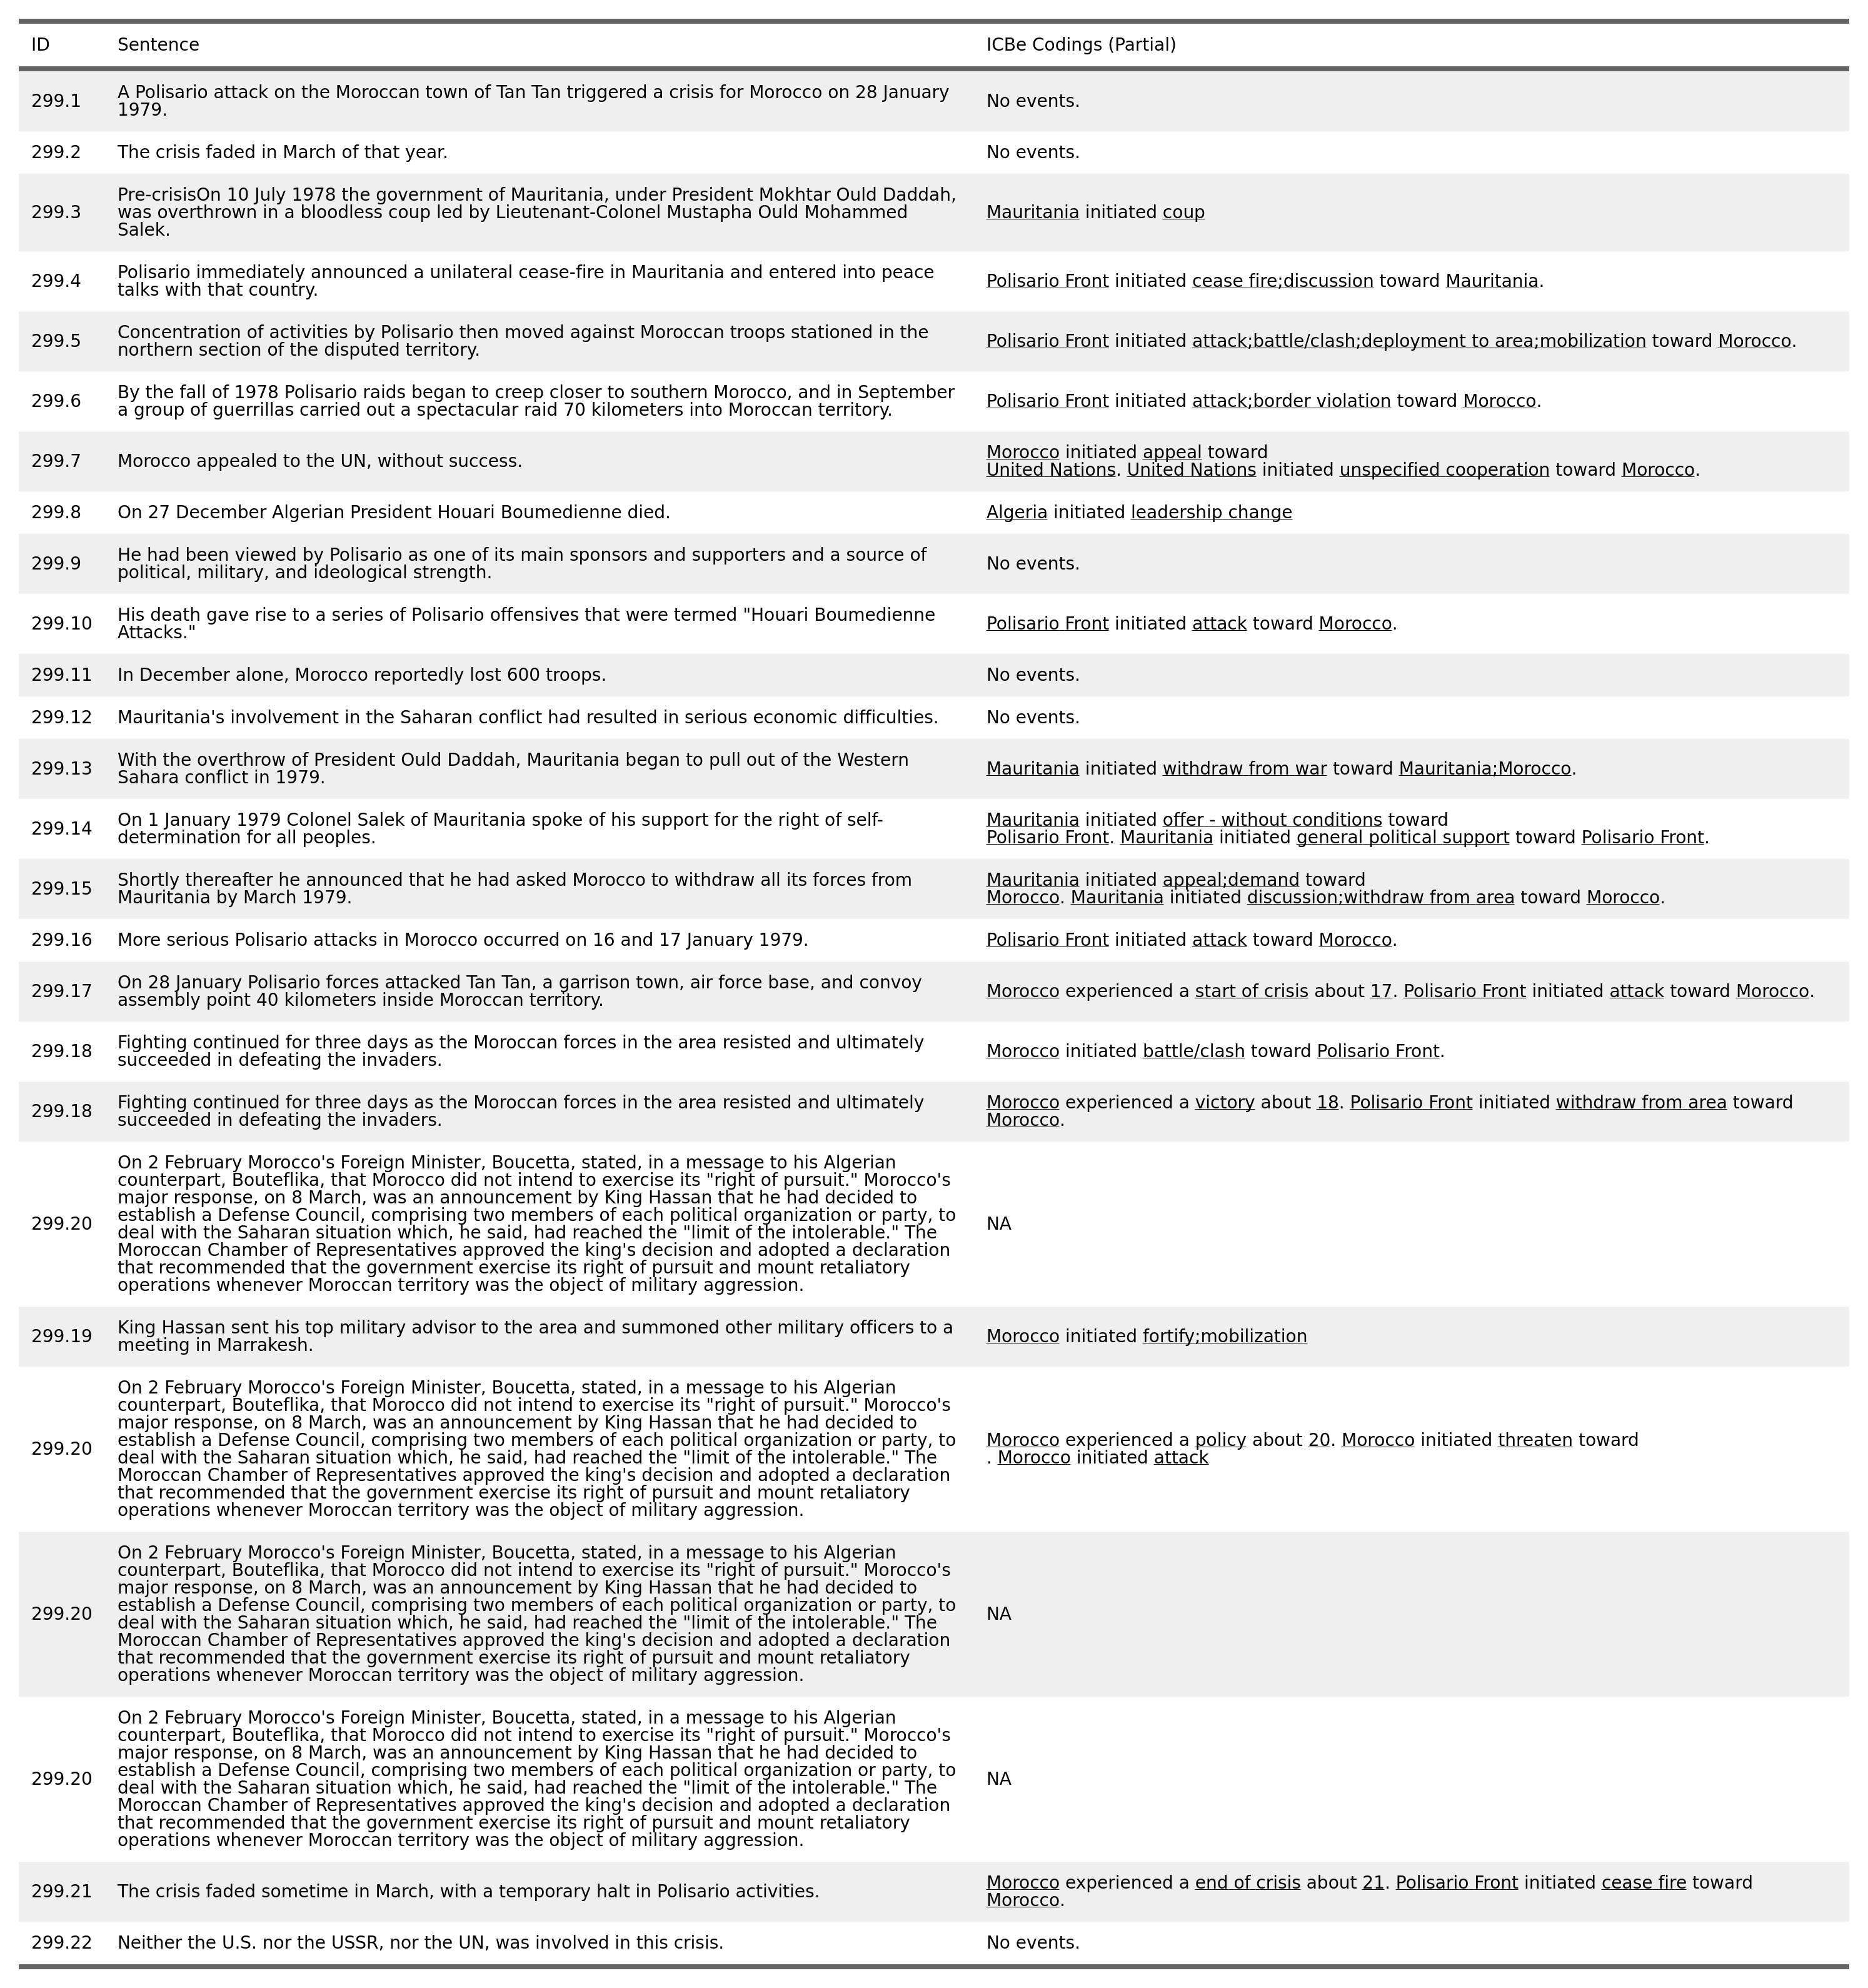 ID Sentence ICBe Codings (Partial)
299.1 A Polisario attack on the Moroccan town of Tan Tan triggered a crisis for Morocco on 28 January
1979. No events.
299.2 The crisis faded in March of that year. No events.
299.3 Pre-crisisOn 10 July 1978 the government of Mauritania, under President Mokhtar Ould Daddah,
was overthrown in a bloodless coup led by Lieutenant-Colonel Mustapha Ould Mohammed
Salek. Mauritania initiated coup
299.4 Polisario immediately announced a unilateral cease-fire in Mauritania and entered into peace
talks with that country. Polisario Front initiated cease fire;discussion toward Mauritania.
299.5 Concentration of activities by Polisario then moved against Moroccan troops stationed in the
northern section of the disputed territory. Polisario Front initiated attack;battle/clash;deployment to area;mobilization toward Morocco.
299.6 By the fall of 1978 Polisario raids began to creep closer to southern Morocco, and in September
a group of guerrillas carried out a spectacular raid 70 kilometers into Moroccan territory. Polisario Front initiated attack;border violation toward Morocco.
299.7 Morocco appealed to the UN, without success. Morocco initiated appeal toward
United Nations. United Nations initiated unspecified cooperation toward Morocco.
299.8 On 27 December Algerian President Houari Boumedienne died. Algeria initiated leadership change
299.9 He had been viewed by Polisario as one of its main sponsors and supporters and a source of
political, military, and ideological strength. No events.
299.10 His death gave rise to a series of Polisario offensives that were termed "Houari Boumedienne
Attacks." Polisario Front initiated attack toward Morocco.
299.11 In December alone, Morocco reportedly lost 600 troops. No events.
299.12 Mauritania's involvement in the Saharan conflict had resulted in serious economic difficulties. No events.
299.13 With the overthrow of President Ould Daddah, Mauritania began to pull out of the Western
Sahara conflict in 1979. Mauritania initiated withdraw from war toward Mauritania;Morocco.
299.14 On 1 January 1979 Colonel Salek of Mauritania spoke of his support for the right of self-
determination for all peoples. Mauritania initiated offer - without conditions toward
Polisario Front. Mauritania initiated general political support toward Polisario Front.
299.15 Shortly thereafter he announced that he had asked Morocco to withdraw all its forces from
Mauritania by March 1979. Mauritania initiated appeal;demand toward
Morocco. Mauritania initiated discussion;withdraw from area toward Morocco.
299.16 More serious Polisario attacks in Morocco occurred on 16 and 17 January 1979. Polisario Front initiated attack toward Morocco.
299.17 On 28 January Polisario forces attacked Tan Tan, a garrison town, air force base, and convoy
assembly point 40 kilometers inside Moroccan territory. Morocco experienced a start of crisis about 17. Polisario Front initiated attack toward Morocco.
299.18 Fighting continued for three days as the Moroccan forces in the area resisted and ultimately
succeeded in defeating the invaders. Morocco initiated battle/clash toward Polisario Front.
299.18 Fighting continued for three days as the Moroccan forces in the area resisted and ultimately
succeeded in defeating the invaders. Morocco experienced a victory about 18. Polisario Front initiated withdraw from area toward
Morocco.
299.20 On 2 February Morocco's Foreign Minister, Boucetta, stated, in a message to his Algerian
counterpart, Bouteflika, that Morocco did not intend to exercise its "right of pursuit." Morocco's
major response, on 8 March, was an announcement by King Hassan that he had decided to
establish a Defense Council, comprising two members of each political organization or party, to
deal with the Saharan situation which, he said, had reached the "limit of the intolerable." The
Moroccan Chamber of Representatives approved the king's decision and adopted a declaration
that recommended that the government exercise its right of pursuit and mount retaliatory
operations whenever Moroccan territory was the object of military aggression. NA
299.19 King Hassan sent his top military advisor to the area and summoned other military officers to a
meeting in Marrakesh. Morocco initiated fortify;mobilization
299.20 On 2 February Morocco's Foreign Minister, Boucetta, stated, in a message to his Algerian
counterpart, Bouteflika, that Morocco did not intend to exercise its "right of pursuit." Morocco's
major response, on 8 March, was an announcement by King Hassan that he had decided to
establish a Defense Council, comprising two members of each political organization or party, to
deal with the Saharan situation which, he said, had reached the "limit of the intolerable." The
Moroccan Chamber of Representatives approved the king's decision and adopted a declaration
that recommended that the government exercise its right of pursuit and mount retaliatory
operations whenever Moroccan territory was the object of military aggression. Morocco experienced a policy about 20. Morocco initiated threaten toward
. Morocco initiated attack
299.20 On 2 February Morocco's Foreign Minister, Boucetta, stated, in a message to his Algerian
counterpart, Bouteflika, that Morocco did not intend to exercise its "right of pursuit." Morocco's
major response, on 8 March, was an announcement by King Hassan that he had decided to
establish a Defense Council, comprising two members of each political organization or party, to
deal with the Saharan situation which, he said, had reached the "limit of the intolerable." The
Moroccan Chamber of Representatives approved the king's decision and adopted a declaration
that recommended that the government exercise its right of pursuit and mount retaliatory
operations whenever Moroccan territory was the object of military aggression. NA
299.20 On 2 February Morocco's Foreign Minister, Boucetta, stated, in a message to his Algerian
counterpart, Bouteflika, that Morocco did not intend to exercise its "right of pursuit." Morocco's
major response, on 8 March, was an announcement by King Hassan that he had decided to
establish a Defense Council, comprising two members of each political organization or party, to
deal with the Saharan situation which, he said, had reached the "limit of the intolerable." The
Moroccan Chamber of Representatives approved the king's decision and adopted a declaration
that recommended that the government exercise its right of pursuit and mount retaliatory
operations whenever Moroccan territory was the object of military aggression. NA
299.21 The crisis faded sometime in March, with a temporary halt in Polisario activities. Morocco experienced a end of crisis about 21. Polisario Front initiated cease fire toward
Morocco.
299.22 Neither the U.S. nor the USSR, nor the UN, was involved in this crisis. No events.